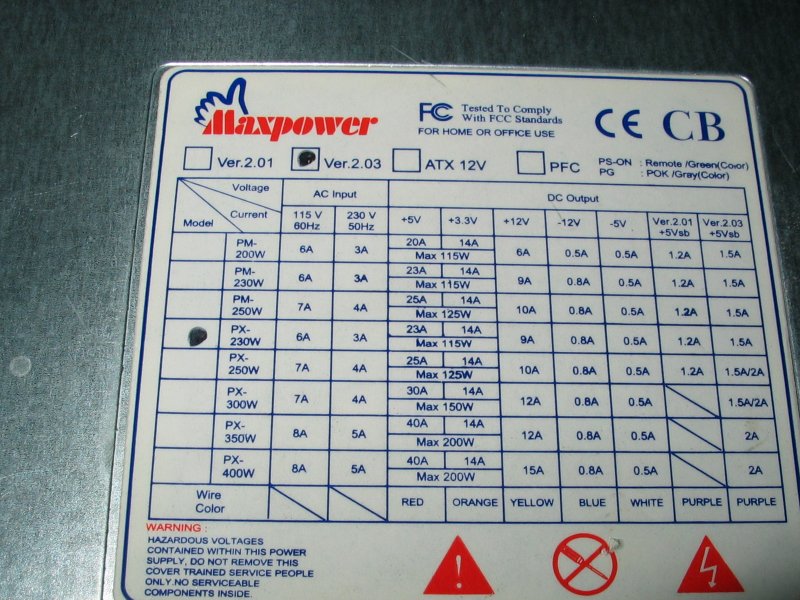 Maxpower
FC Tested To Comply
With FCC Standards
FOR HOME OR OFFICE USE
CE CB
Ver.2.01 Ver.2.03 ATX 12V PFC
PS-ON : Remote /Green(Color)
PG : POK /Gray(Color)
Voltage AC Input DC Output
Model Current 115 V 60Hz 230 V 50Hz +5V +3.3V +12V -12V -5V Ver.2.01 +5Vsb Ver.2.03 +5Vsb
PM-200W 6A 3A 20A 14A Max 115W 6A 0.5A 0.5A 1.2A 1.5A
PM-230W 6A 3A 23A 14A Max 115W 9A 0.8A 0.5A 1.2A 1.5A
PM-250W 7A 4A 25A 14A Max 125W 10A 0.8A 0.5A 1.2A 1.5A
PX-230W 6A 3A 23A 14A Max 115W 9A 0.8A 0.5A 1.2A 1.5A
PX-250W 7A 4A 25A 14A Max 125W 10A 0.8A 0.5A 1.2A 1.5A/2A
PX-300W 7A 4A 30A 14A Max 150W 12A 0.8A 0.5A 1.5A/2A
PX-350W 8A 5A 40A 14A Max 200W 12A 0.8A 0.5A 2A
PX-400W 8A 5A 40A 14A Max 200W 15A 0.8A 0.5A 2A
Wire Color RED ORANGE YELLOW BLUE WHITE PURPLE PURPLE
WARNING :
HAZARDOUS VOLTAGES
CONTAINED WITHIN THIS POWER
SUPPLY, DO NOT REMOVE THIS
COVER TRAINED SERVICE PEOPLE
ONLY.NO SERVICEABLE
COMPONENTS INSIDE.